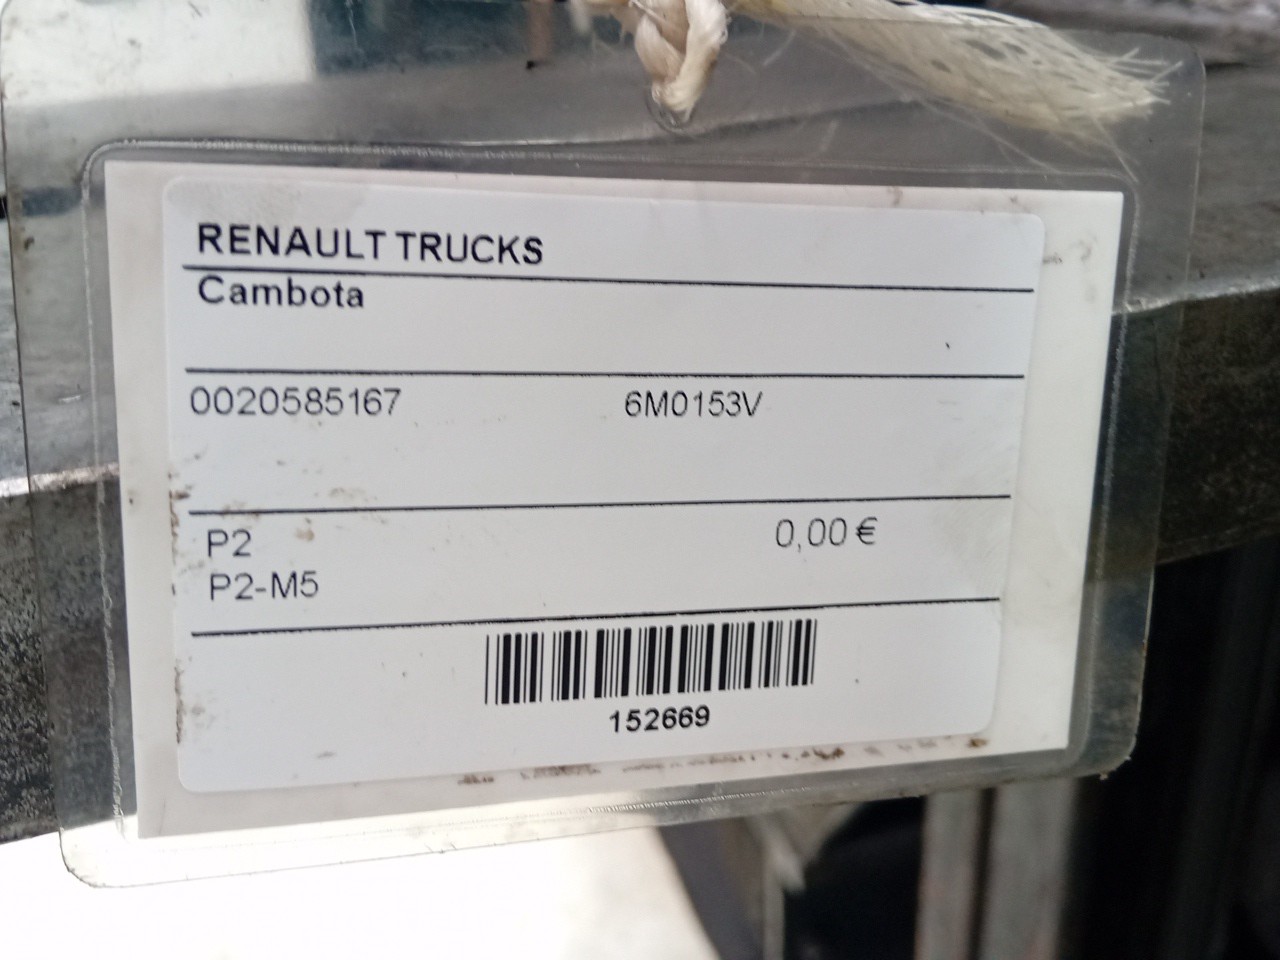 RENAULT TRUCKS
Cambota
0020585167 6M0153V
P2 0,00 €
P2-M5
152669